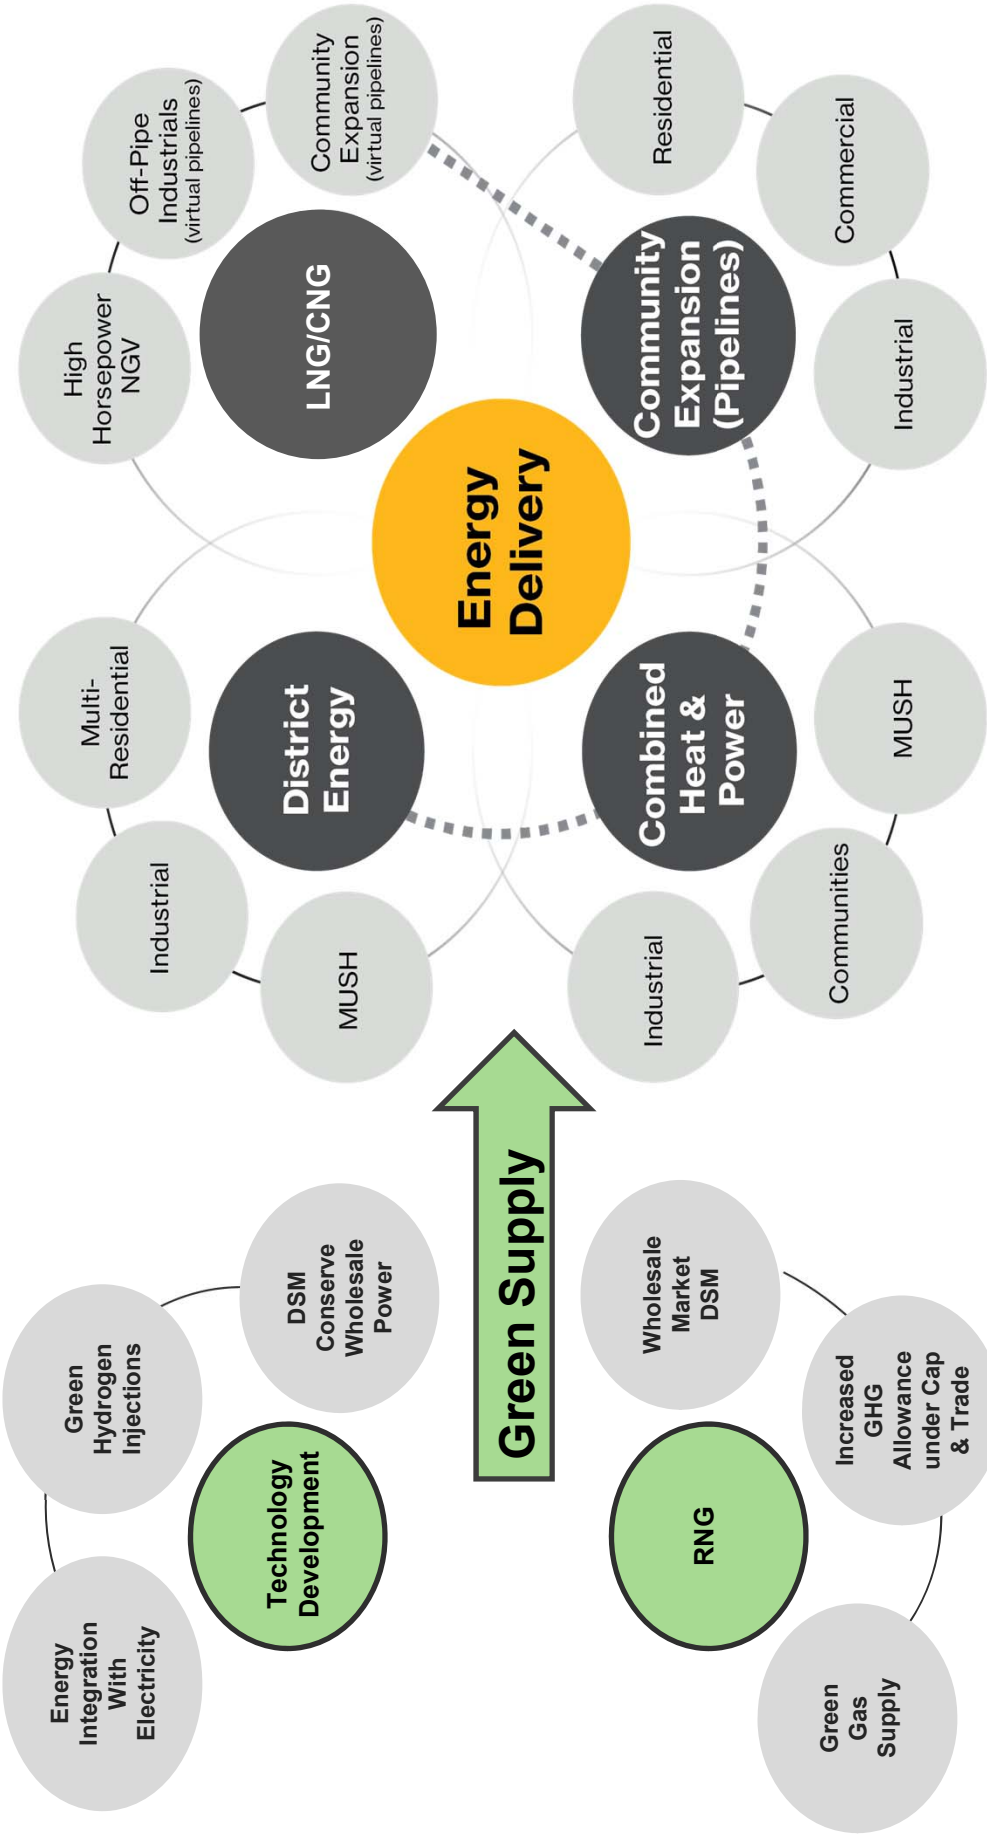 Energy
Integration
With
Electricity
Green
Hydrogen
Injections
DSM
Conserve
Wholesale
Power
Technology
Development
Green Supply
RNG
Wholesale
Market
DSM
Increased
GHG
Allowance
under Cap
& Trade
Green
Gas
Supply
Energy
Delivery
District
Energy
MUSH
Industrial
Multi-
Residential
LNG/CNG
High
Horsepower
NGV
Off-Pipe
Industrials
(virtual pipelines)
Community
Expansion
(virtual pipelines)
Combined
Heat &
Power
Industrial
Communities
MUSH
Community
Expansion
(Pipelines)
Residential
Commercial
Industrial